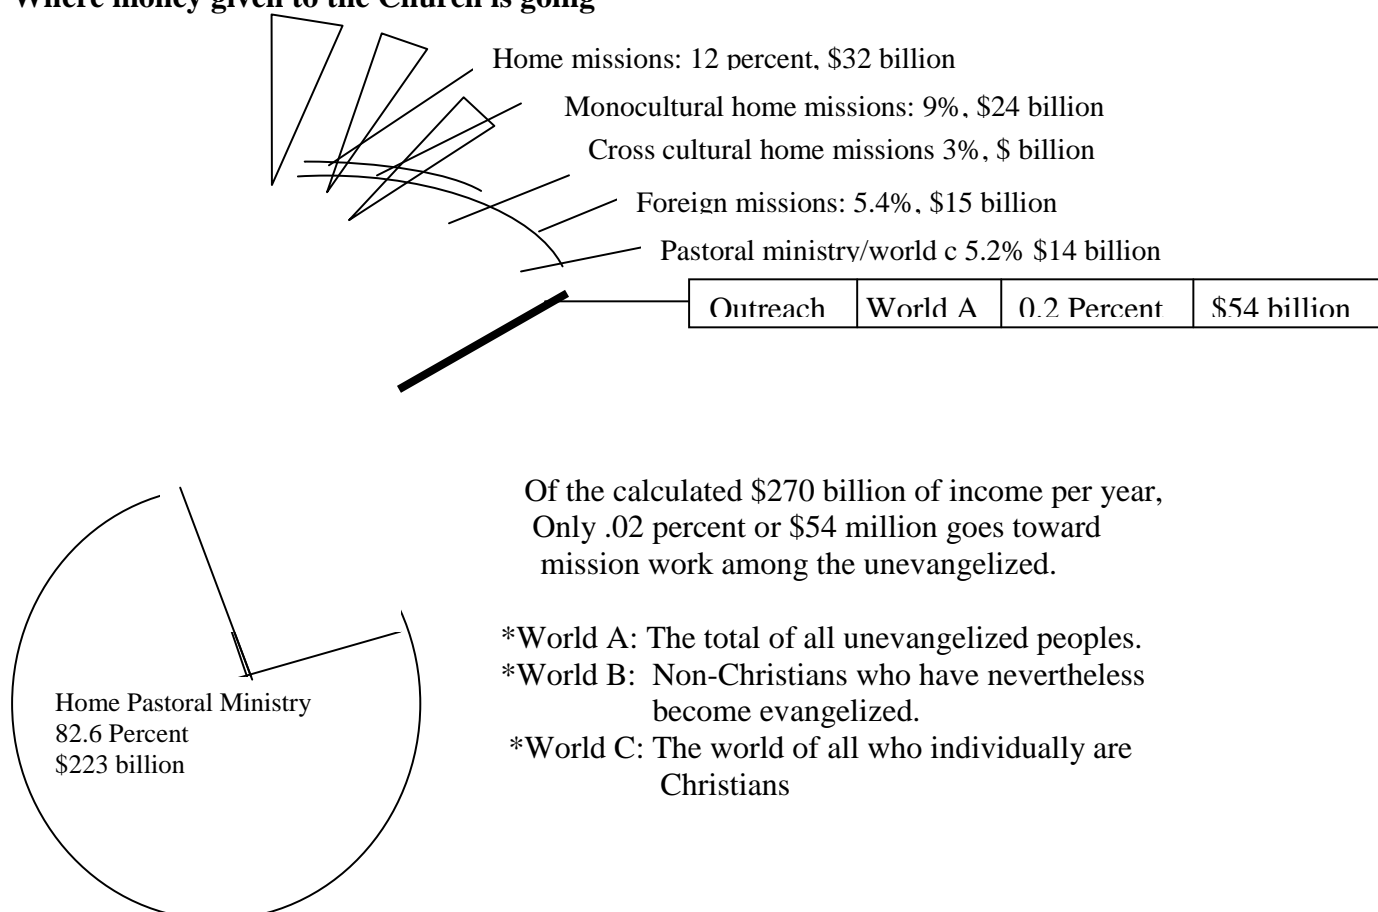 Where money given to the Church is going
Home missions: 12 percent, $32 billion
Monocultural home missions: 9%, $24 billion
Cross cultural home missions 3%, $ billion
Foreign missions: 5.4%, $15 billion
Pastoral ministry/world c 5.2% $14 billion
Outreach World A 0.2 Percent $54 billion
Of the calculated $270 billion of income per year,
Only .02 percent or $54 million goes toward
mission work among the unevangelized.
*World A: The total of all unevangelized peoples.
*World B: Non-Christians who have nevertheless
become evangelized.
*World C: The world of all who individually are
Christians
Home Pastoral Ministry
82.6 Percent
$223 billion